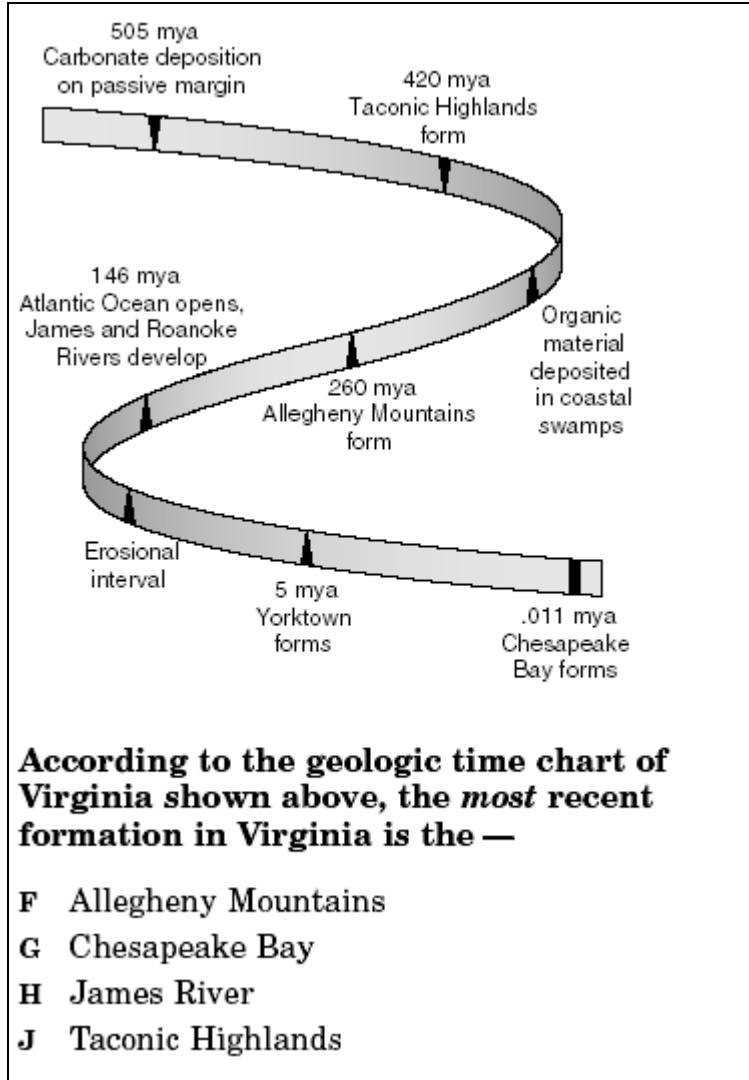 505 mya
Carbonate deposition
on passive margin
420 mya
Taconic Highlands
form
146 mya
Atlantic Ocean opens,
James and Roanoke
Rivers develop
Organic
material
deposited
in coastal
swamps
260 mya
Allegheny Mountains
form
Erosional
interval
5 mya
Yorktown
forms
.011 mya
Chesapeake
Bay forms
According to the geologic time chart of
Virginia shown above, the most recent
formation in Virginia is the —
F Allegheny Mountains
G Chesapeake Bay
H James River
J Taconic Highlands